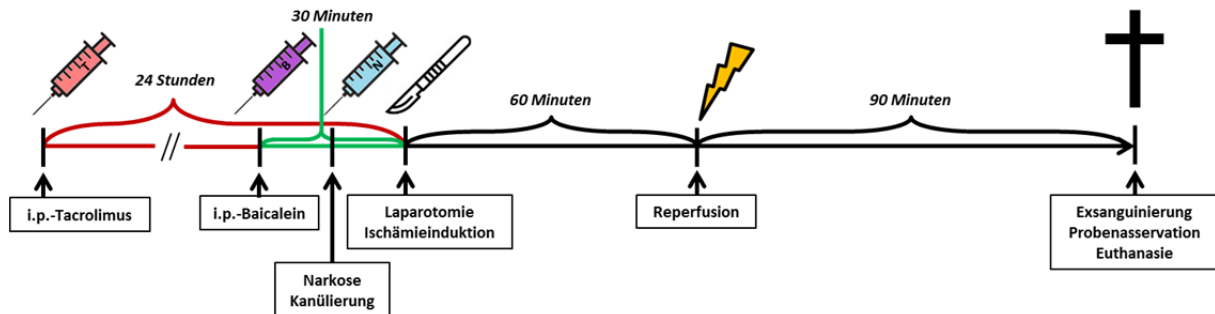 30 Minuten
24 Stunden
T
B
N
60 Minuten
90 Minuten
i.p.-Tacrolimus
i.p.-Baicalein
Narkose
Kanülierung
Laparotomie
Ischämieinduktion
Reperfusion
Exsanguinierung
Probenasservation
Euthanasie